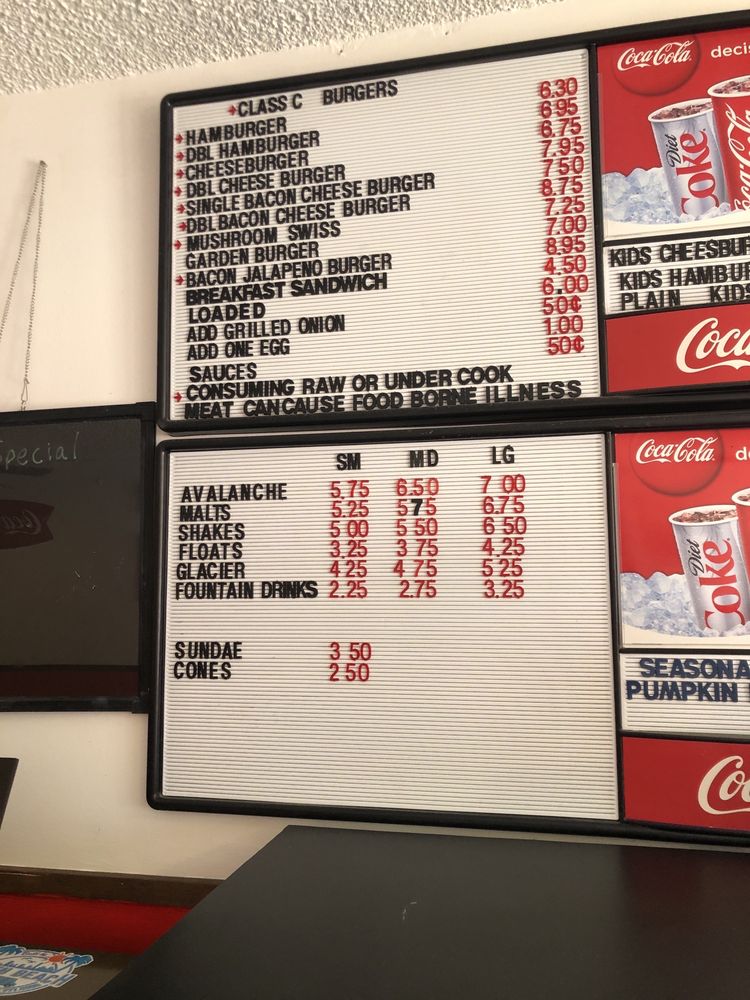 CLASS C BURGERS
HAMBURGER 6.30
DBL HAMBURGER 6.95
CHEESEBURGER 6.75
DBL CHEESE BURGER 7.95
SINGLE BACON CHEESE BURGER 7.50
DBL BACON CHEESE BURGER 8.75
MUSHROOM SWISS 7.25
GARDEN BURGER 7.00
BACON JALAPENO BURGER 8.95
BREAKFAST SANDWICH 4.50
LOADED 6.00
ADD GRILLED ONION 50¢
ADD ONE EGG 1.00
SAUCES 50¢
CONSUMING RAW OR UNDER COOK
MEAT CAN CAUSE FOOD BORNE ILLNESS
Coca-Cola
Diet Coke
Coca-Cola
KIDS CHEESEBUR
KIDS HAMBU
PLAIN KIDS
Coca
Special
SM MD LG
AVALANCHE 5.75 6.50 7 00
MALTS 5.25 575 6.75
SHAKES 5 00 5 50 6 50
FLOATS 3.25 3 75 4.25
GLACIER 4 25 4 75 5 25
FOUNTAIN DRINKS 2.25 2.75 3.25
SUNDAE 3 50
CONES 2 50
Coca-Cola
Diet Coke
SEASONA
PUMPKIN
Coc
BEACH